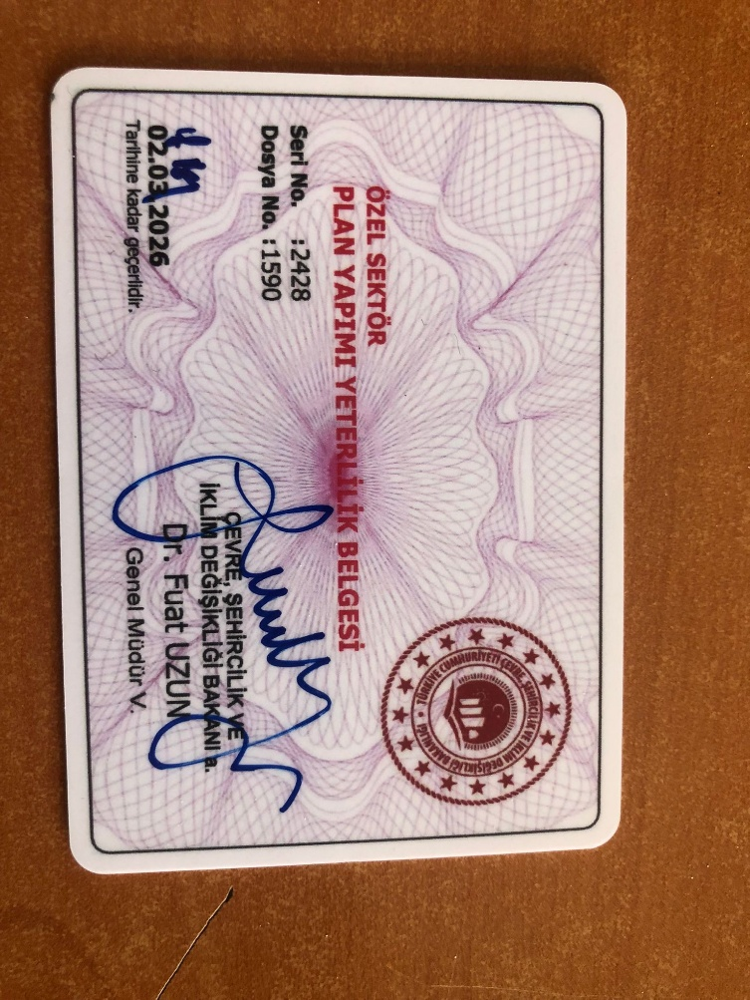 TÜRKİYE CUMHURİYETİ ÇEVRE, ŞEHİRCİLİK VE İKLİM DEĞİŞİKLİĞİ BAKANLIĞI
ÖZEL SEKTÖR
PLAN YAPIMI YETERLİLİK BELGESİ
Seri No. :2428
Dosya No. :1590
ÇEVRE, ŞEHİRCİLİK VE
İKLİM DEĞİŞİKLİĞİ BAKANI a.
02.03.2026
Dr. Fuat UZUN
Tarihine kadar geçerlidir.
Genel Müdür V.